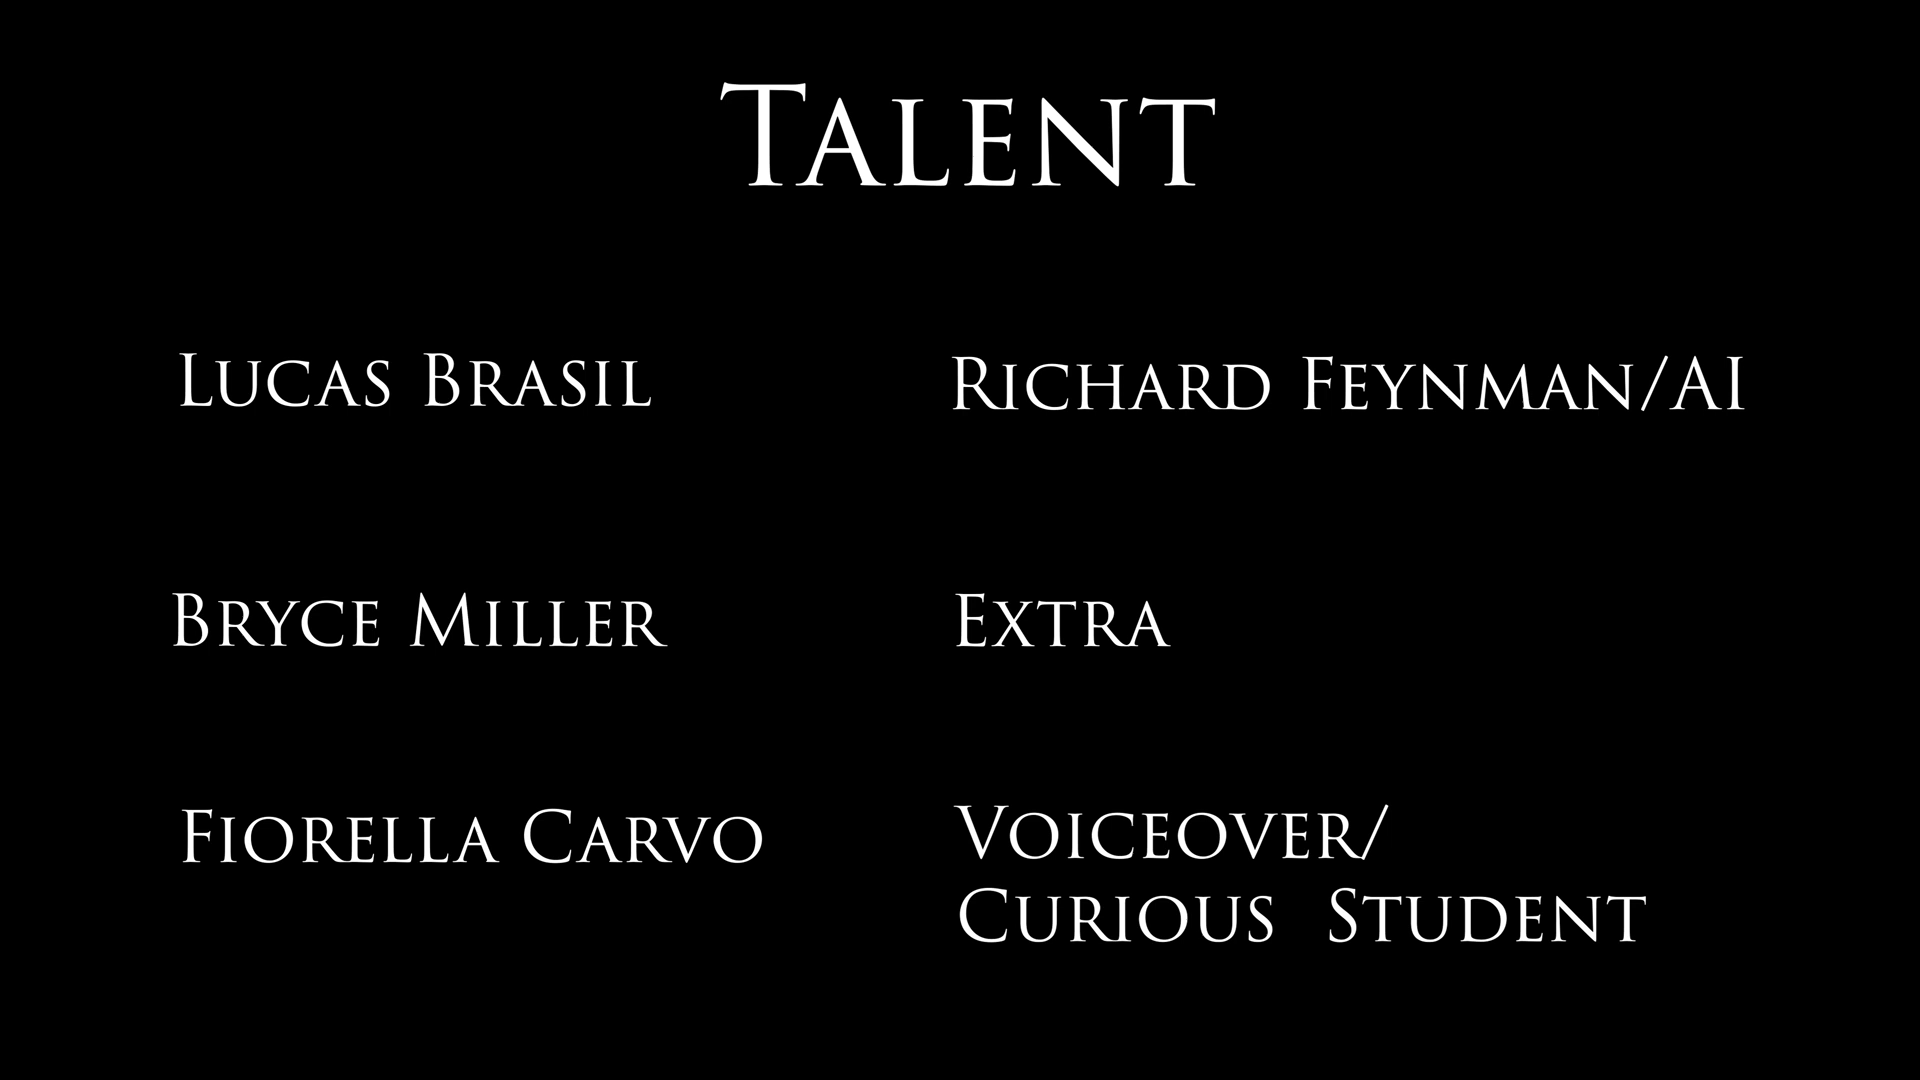 Talent
Lucas Brasil
Richard Feynman/AI
Bryce Miller
Extra
Fiorella Carvo
Voiceover/
Curious Student